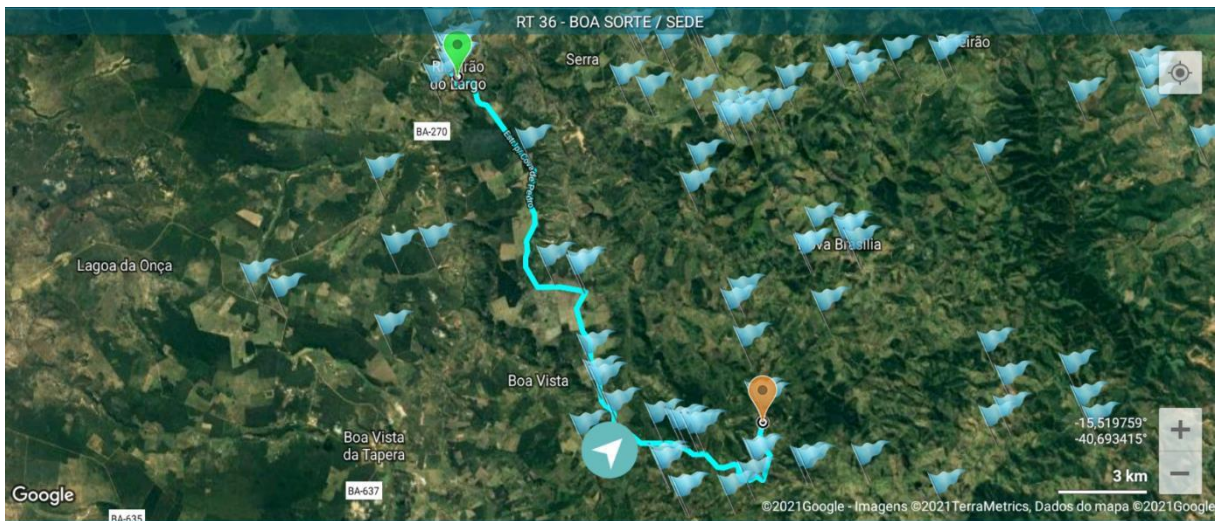 RT 36 - BOA SORTE / SEDE
Serra
do Largo
BA-270
Lagoa da Onça
Boa Vista
Boa Vista
da Tapera
BA-637
BA-635
-15,519759°
-40,693415°
3 km
Google
©2021Google - Imagens ©2021TerraMetrics, Dados do mapa ©2021Google